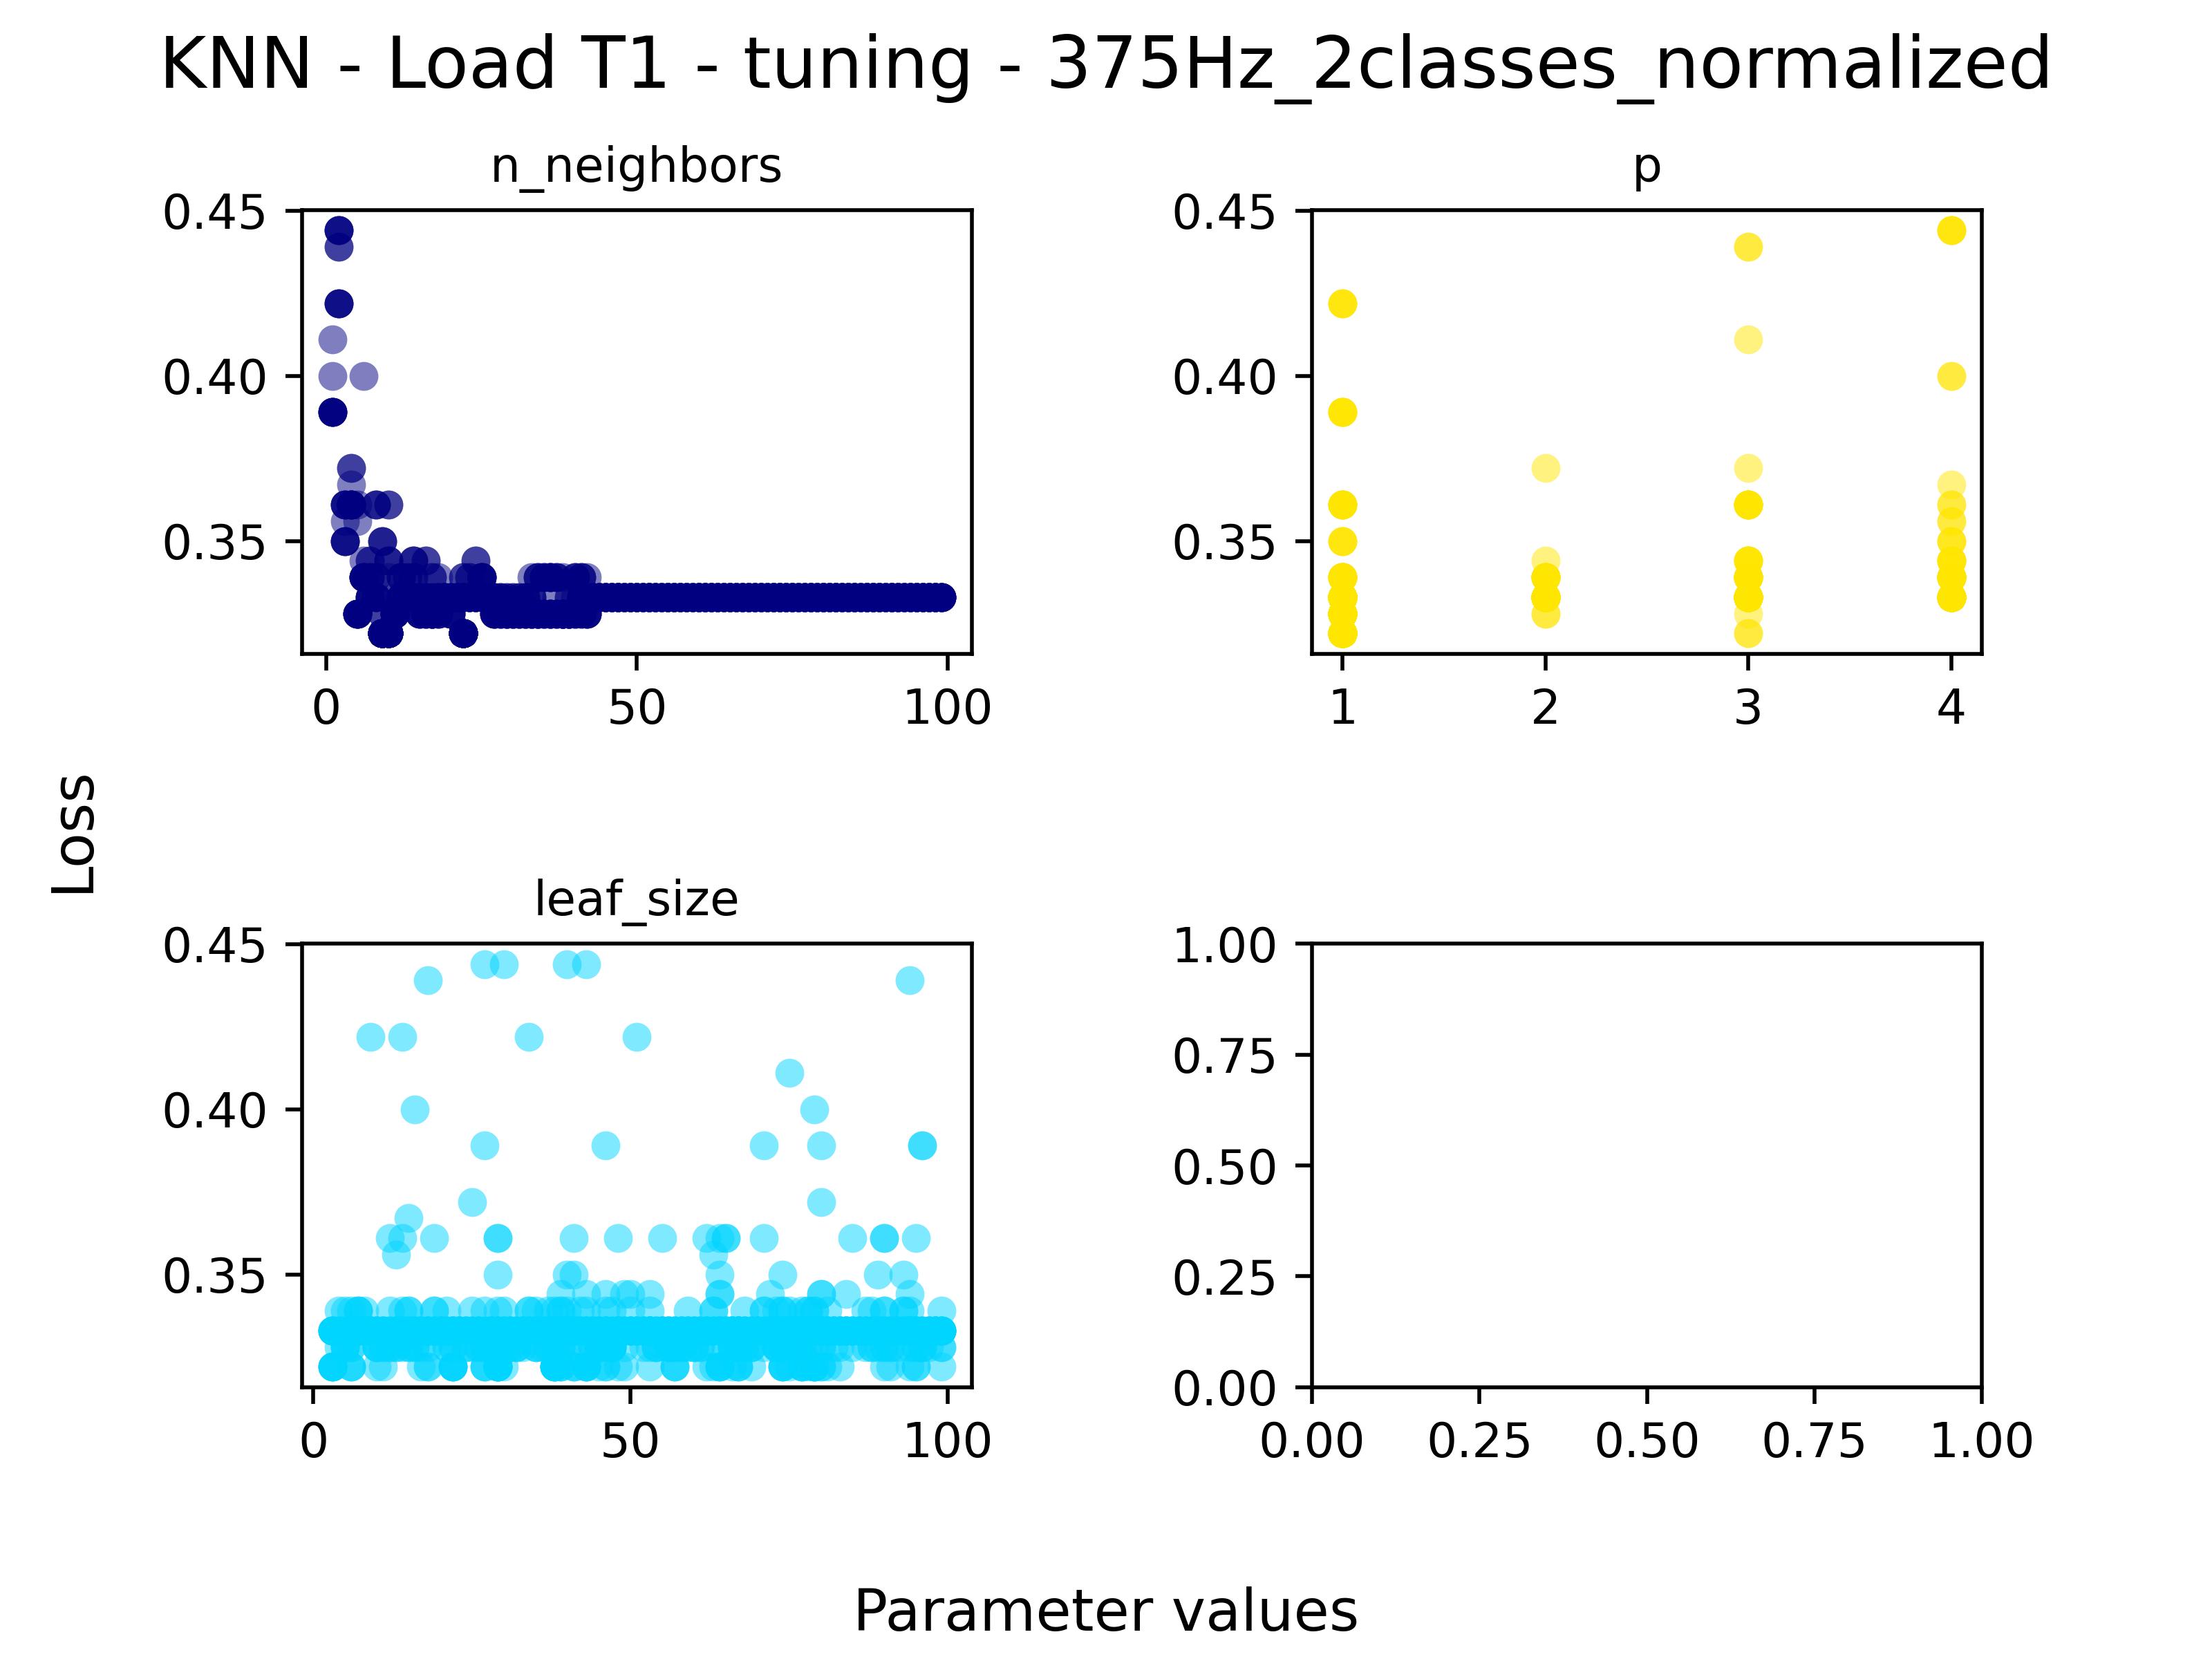 KNN - Load T1 - tuning - 375Hz_2classes_normalized
n_neighbors
0.45
0.40
0.35
0 50 100
p
0.45
0.40
0.35
1 2 3 4
Loss
leaf_size
0.45
0.40
0.35
0 50 100
1.00
0.75
0.50
0.25
0.00
0.00 0.25 0.50 0.75 1.00
Parameter values